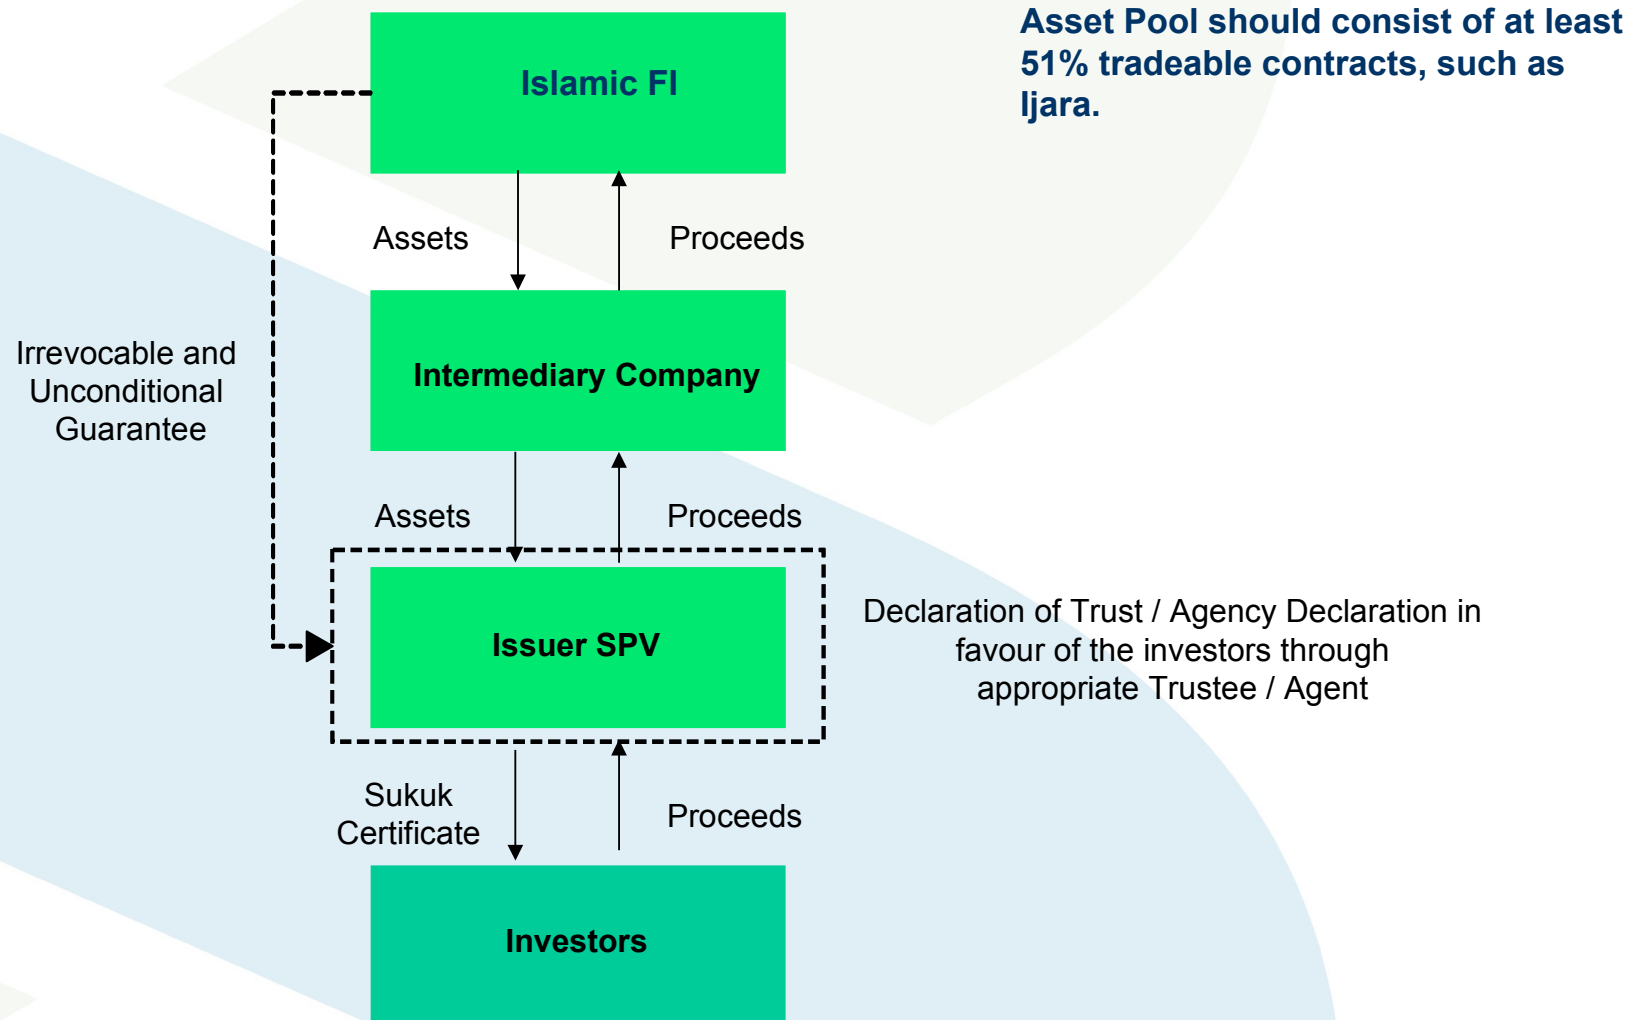 Asset Pool should consist of at least
51% tradeable contracts, such as
Ijara.
Islamic FI
Assets
Proceeds
Irrevocable and
Unconditional
Guarantee
Intermediary Company
Assets
Proceeds
Issuer SPV
Declaration of Trust / Agency Declaration in
favour of the investors through
appropriate Trustee / Agent
Sukuk
Certificate
Proceeds
Investors